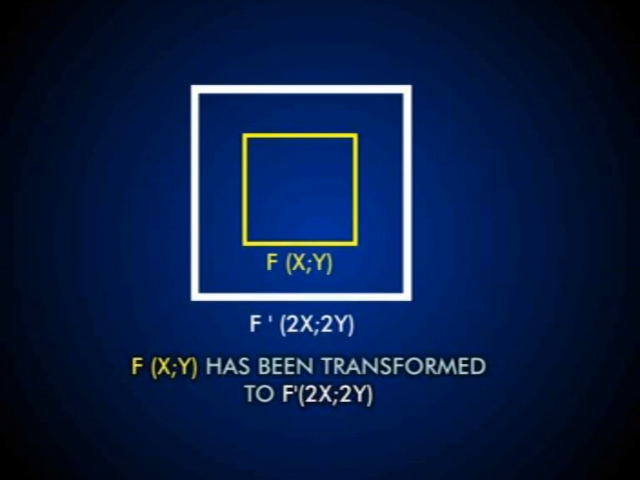 F (X;Y)
F ' (2X;2Y)
F (X;Y) HAS BEEN TRANSFORMED
TO F'(2X;2Y)